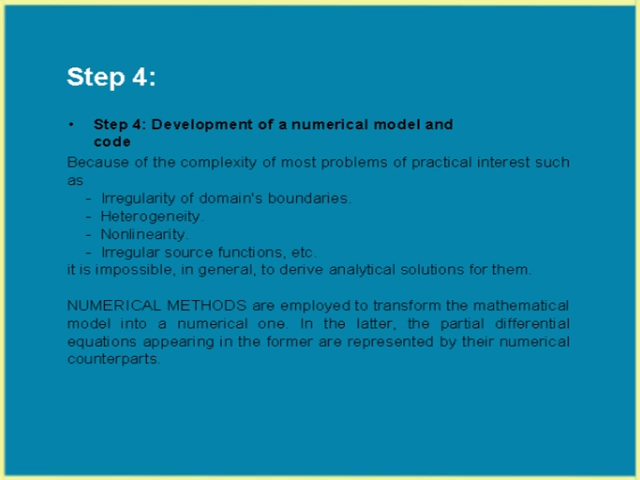 Step 4:
• Step 4: Development of a numerical model and
code
Because of the complexity of most problems of practical interest such
as
- Irregularity of domain's boundaries.
- Heterogeneity.
- Nonlinearity.
- Irregular source functions, etc.
it is impossible, in general, to derive analytical solutions for them.
NUMERICAL METHODS are employed to transform the mathematical
model into a numerical one. In the latter, the partial differential
equations appearing in the former are represented by their numerical
counterparts.